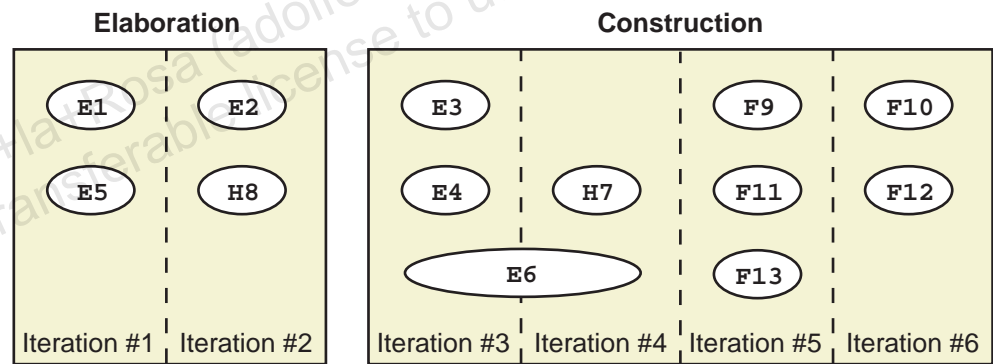 Elaboration Construction
E1 E2 E3 F9 F10
E5 H8 E4 H7 F11 F12
E6 F13
Iteration #1 Iteration #2 Iteration #3 Iteration #4 Iteration #5 Iteration #6